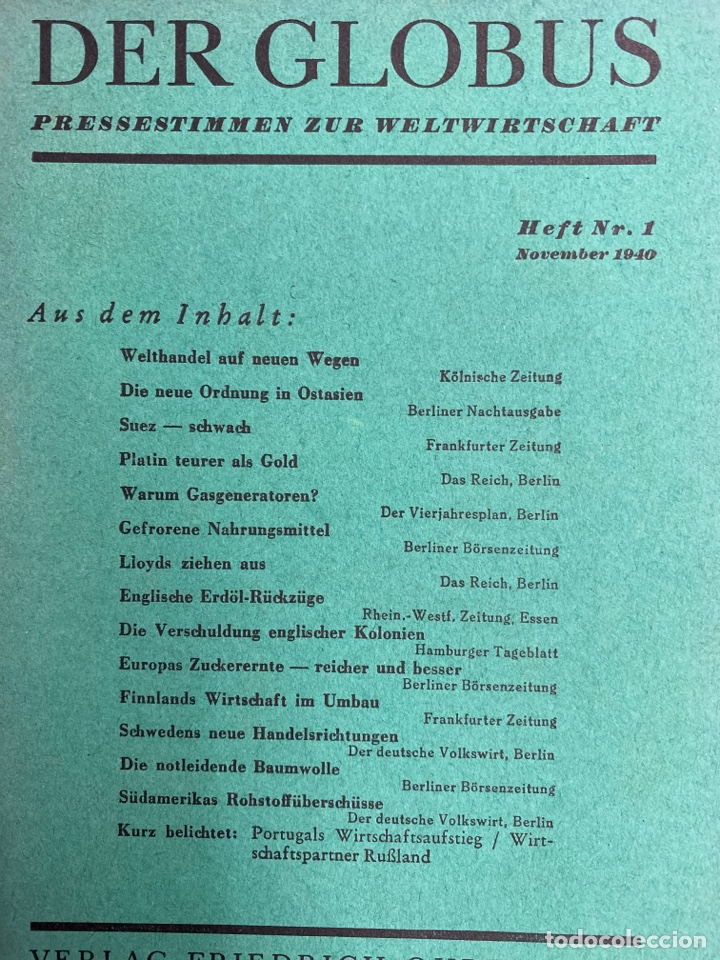 DER GLOBUS
PRESSESTIMMEN ZUR WELTWIRTSCHAFT
Heft Nr. 1
November 1940
Aus dem Inhalt:
Welthandel auf neuen Wegen
Kölnische Zeitung
Die neue Ordnung in Ostasien
Berliner Nachtausgabe
Suez — schwach
Frankfurter Zeitung
Platin teurer als Gold
Das Reich, Berlin
Warum Gasgeneratoren?
Der Vierjahresplan, Berlin
Gefrorene Nahrungsmittel
Berliner Börsenzeitung
Lloyds ziehen aus
Das Reich, Berlin
Englische Erdöl-Rückzüge
Rhein.-Westf. Zeitung, Essen
Die Verschuldung englischer Kolonien
Hamburger Tageblatt
Europas Zuckerernte — reicher und besser
Berliner Börsenzeitung
Finnlands Wirtschaft im Umbau
Frankfurter Zeitung
Schwedens neue Handelsrichtungen
Der deutsche Volkswirt, Berlin
Die notleidende Baumwolle
Berliner Börsenzeitung
Südamerikas Rohstoffüberschüsse
Der deutsche Volkswirt, Berlin
Kurz belichtet: Portugals Wirtschaftsaufstieg / Wirt-
schaftspartner Rußland
VERLAG FRIEDRICH
todocoleccion